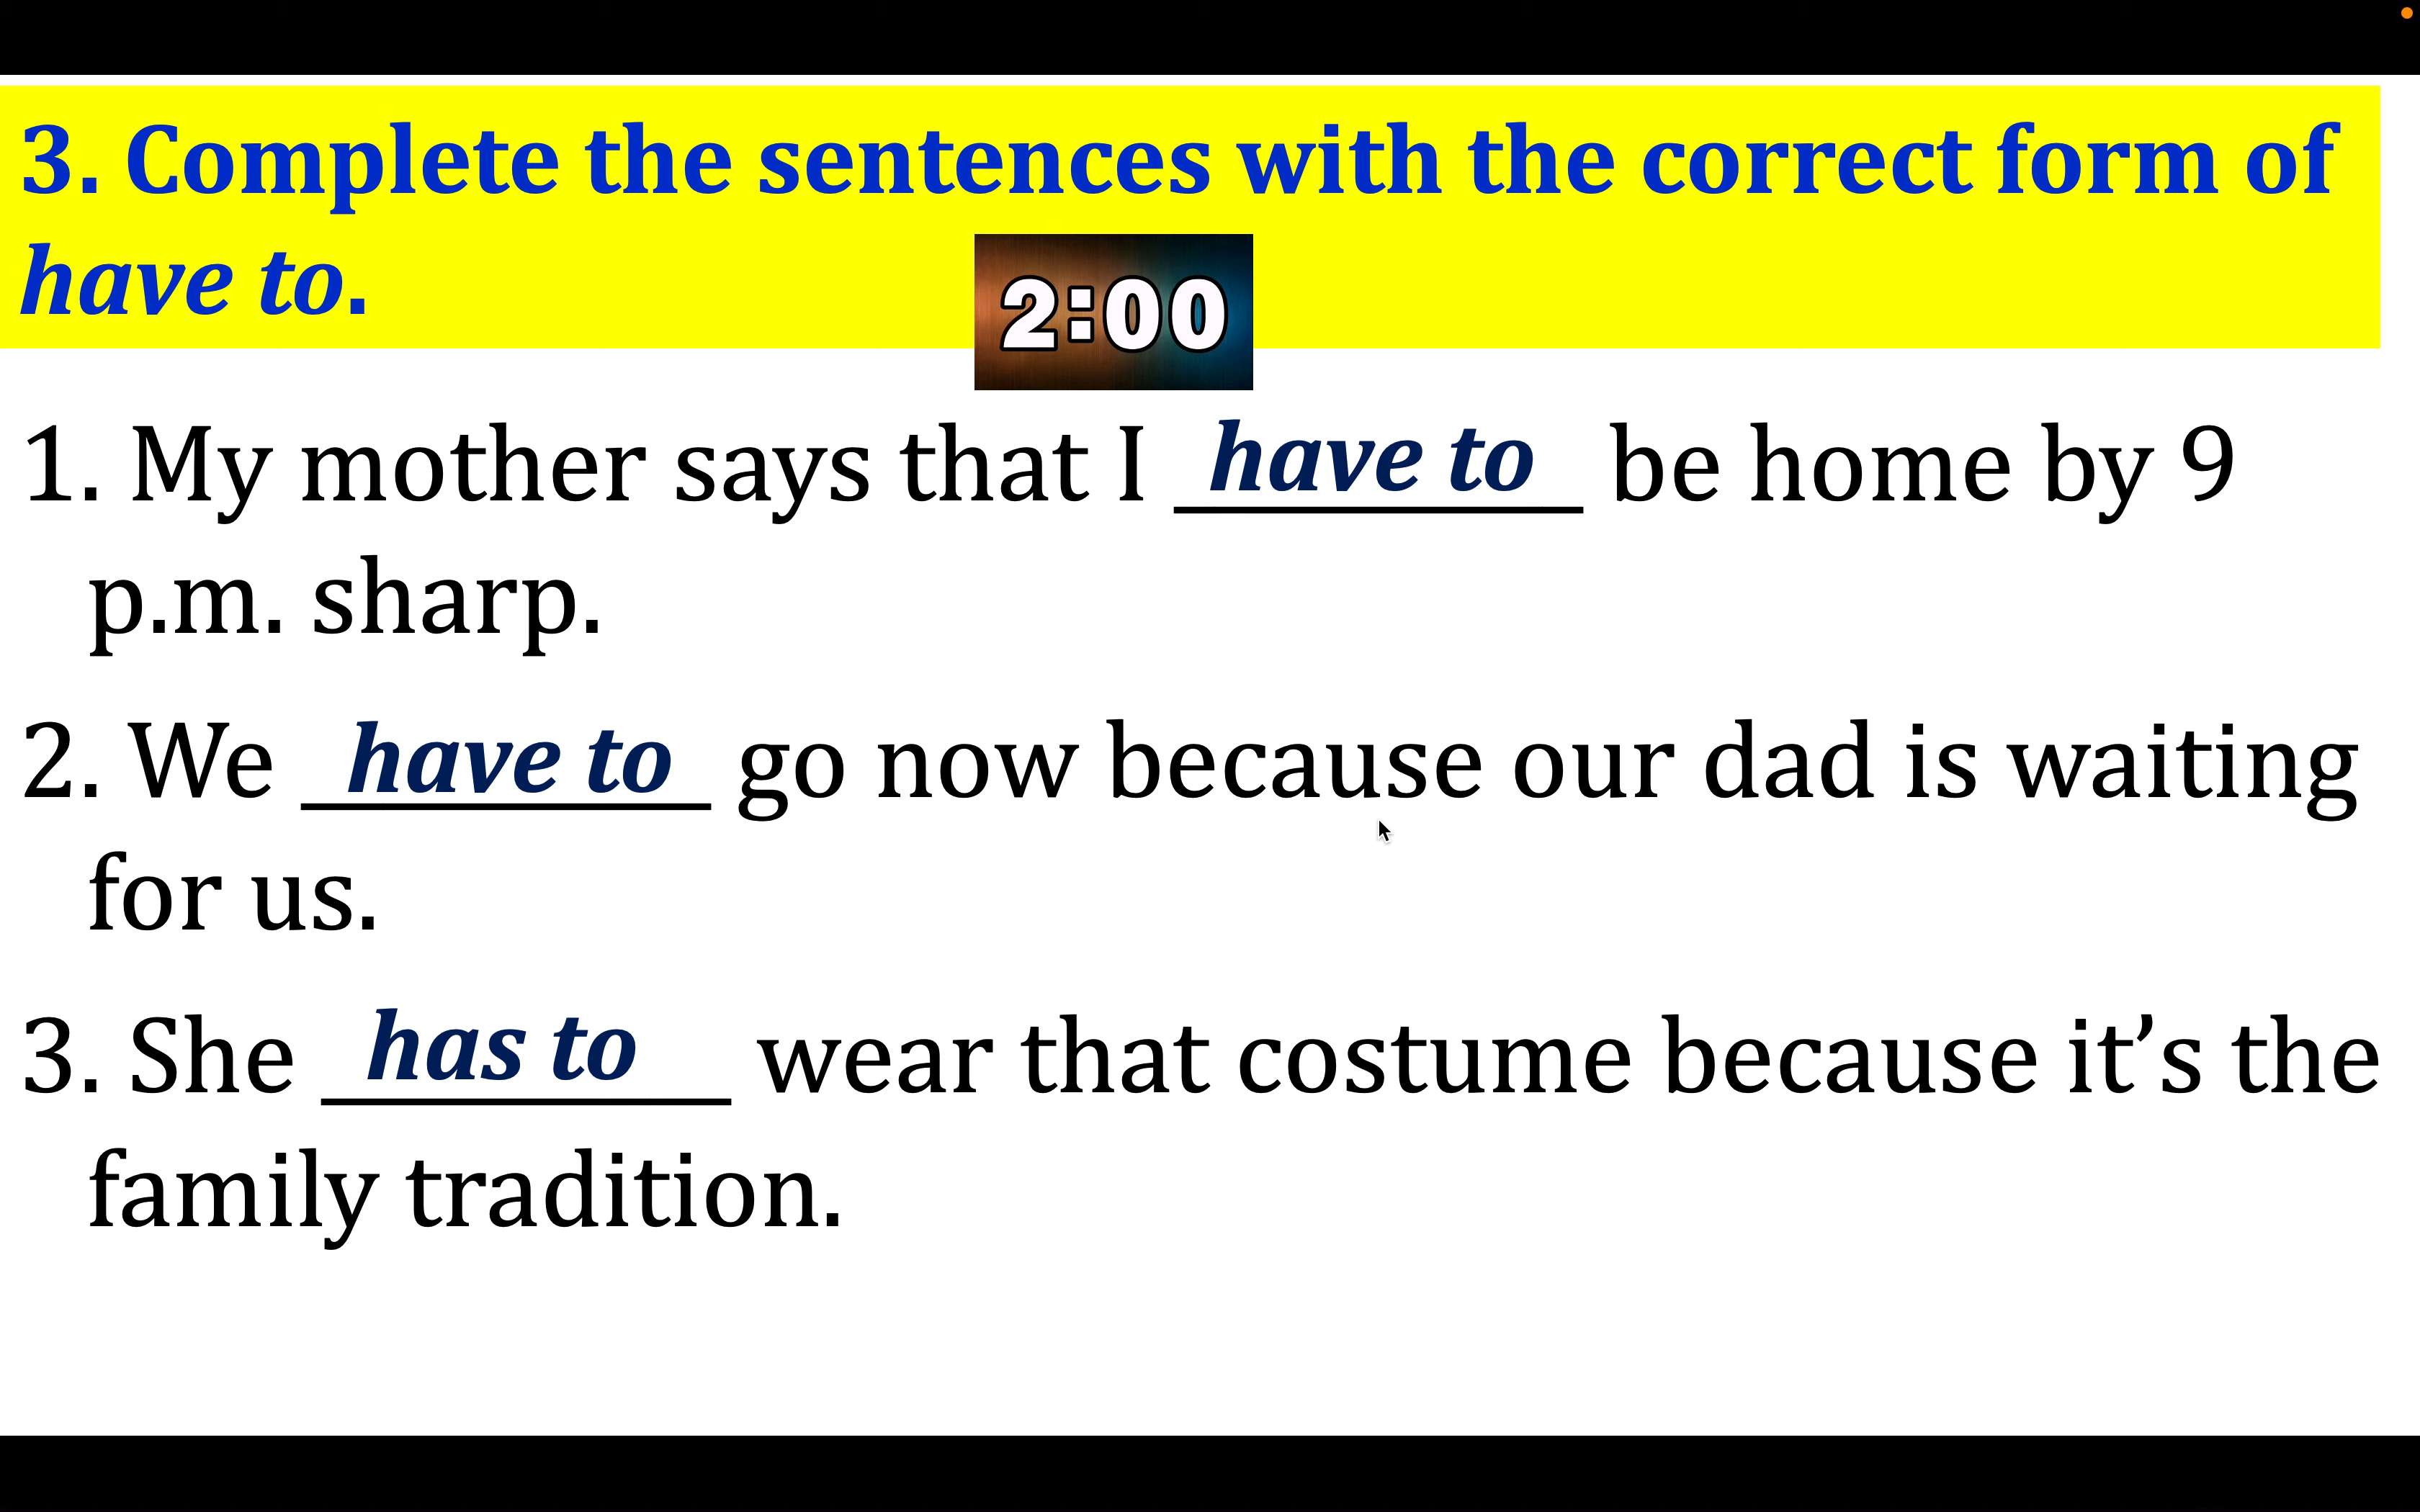 3. Complete the sentences with the correct form of
have to.
2:00
1. My mother says that I have to be home by 9
p.m. sharp.
2. We have to go now because our dad is waiting
for us.
3. She has to wear that costume because it’s the
family tradition.